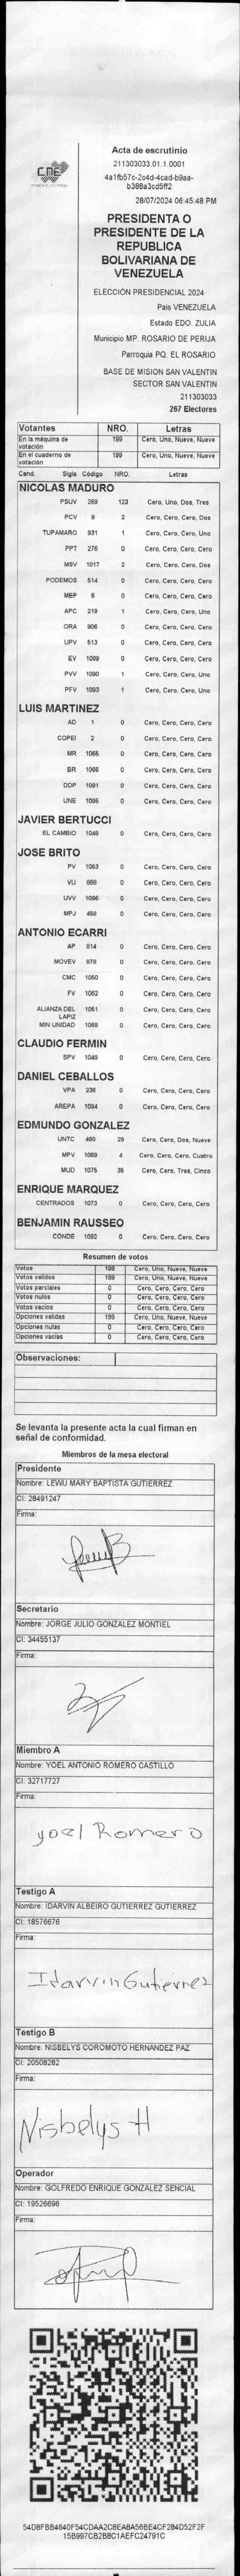 CNE
Acta de escrutinio
211303033.01.1.0001
4a1fb57c-2c4d-4cad-b9aa-
b388a3cd5ff2
28/07/2024 06:45:48 PM
PRESIDENTA O
PRESIDENTE DE LA
REPUBLICA
BOLIVARIANA DE
VENEZUELA
ELECCIÓN PRESIDENCIAL 2024
Pais VENEZUELA
Estado EDO. ZULIA
Municipio MP. ROSARIO DE PERIJA
Parroquia PQ. EL ROSARIO
BASE DE MISION SAN VALENTIN
SECTOR SAN VALENTIN
211303033
267 Electores
Votantes NRO. Letras
En la máquina de votación 199 Cero, Uno, Nueve, Nueve
En el cuaderno de votación 199 Cero, Uno, Nueve, Nueve
Cand. Sigla Código NRO. Letras
NICOLAS MADURO
PSUV 269 123 Cero, Uno, Dos, Tres
PCV 9 2 Cero, Cero, Cero, Dos
TUPAMARO 931 1 Cero, Cero, Cero, Uno
PPT 276 0 Cero, Cero, Cero, Cero
MSV 1017 2 Cero, Cero, Cero, Dos
PODEMOS 514 0 Cero, Cero, Cero, Cero
MEP 6 0 Cero, Cero, Cero, Cero
APC 219 1 Cero, Cero, Cero, Uno
ORA 906 0 Cero, Cero, Cero, Cero
UPV 513 0 Cero, Cero, Cero, Cero
EV 1089 0 Cero, Cero, Cero, Cero
PVV 1090 1 Cero, Cero, Cero, Uno
PFV 1093 1 Cero, Cero, Cero, Uno
LUIS MARTINEZ
AD 1 0 Cero, Cero, Cero, Cero
COPEI 2 0 Cero, Cero, Cero, Cero
MR 1065 0 Cero, Cero, Cero, Cero
BR 1066 0 Cero, Cero, Cero, Cero
DDP 1091 0 Cero, Cero, Cero, Cero
UNE 1095 0 Cero, Cero, Cero, Cero
JAVIER BERTUCCI
EL CAMBIO 1048 0 Cero, Cero, Cero, Cero
JOSE BRITO
PV 1053 0 Cero, Cero, Cero, Cero
VU 868 0 Cero, Cero, Cero, Cero
UVV 1096 0 Cero, Cero, Cero, Cero
MPJ 458 0 Cero, Cero, Cero, Cero
ANTONIO ECARRI
AP 814 0 Cero, Cero, Cero, Cero
MOVEV 878 0 Cero, Cero, Cero, Cero
CMC 1050 0 Cero, Cero, Cero, Cero
FV 1062 0 Cero, Cero, Cero, Cero
ALIANZA DEL LAPIZ 1051 0 Cero, Cero, Cero, Cero
MIN UNIDAD 1068 0 Cero, Cero, Cero, Cero
CLAUDIO FERMIN
SPV 1049 0 Cero, Cero, Cero, Cero
DANIEL CEBALLOS
VPA 236 0 Cero, Cero, Cero, Cero
AREPA 1094 0 Cero, Cero, Cero, Cero
EDMUNDO GONZALEZ
UNTC 460 29 Cero, Cero, Dos, Nueve
MPV 1069 4 Cero, Cero, Cero, Cuatro
MUD 1075 35 Cero, Cero, Tres, Cinco
ENRIQUE MARQUEZ
CENTRADOS 1073 0 Cero, Cero, Cero, Cero
BENJAMIN RAUSSEO
CONDE 1092 0 Cero, Cero, Cero, Cero
Resumen de votos
Votos 199 Cero, Uno, Nueve, Nueve
Votos validos 199 Cero, Uno, Nueve, Nueve
Votos parciales 0 Cero, Cero, Cero, Cero
Votos nulos 0 Cero, Cero, Cero, Cero
Votos vacios 0 Cero, Cero, Cero, Cero
Opciones validas 199 Cero, Uno, Nueve, Nueve
Opciones nulas 0 Cero, Cero, Cero, Cero
Opciones vacias 0 Cero, Cero, Cero, Cero
Observaciones:
Se levanta la presente acta la cual firman en
señal de conformidad.
Miembros de la mesa electoral
Presidente
Nombre: LEWU MARY BAPTISTA GUTIERREZ
CI: 28491247
Firma:
Secretario
Nombre: JORGE JULIO GONZALEZ MONTIEL
CI: 34455137
Firma:
Miembro A
Nombre: YOEL ANTONIO ROMERO CASTILLO
CI: 32717727
Firma:
yoel Romero
Testigo A
Nombre: IDARVIN ALBEIRO GUTIERREZ GUTIERREZ
CI: 18576676
Firma:
Idarvin Gutierrez
Testigo B
Nombre: NISBELYS COROMOTO HERNANDEZ PAZ
CI: 20508282
Firma:
Nisbelys H
Operador
Nombre: GOLFREDO ENRIQUE GONZALEZ SENCIAL
CI: 19526696
Firma:
54D8FBB4640F54CDAA2C8EA8A56BE4CF284D52F2F
15B997CB2B8C1AEFC24791C